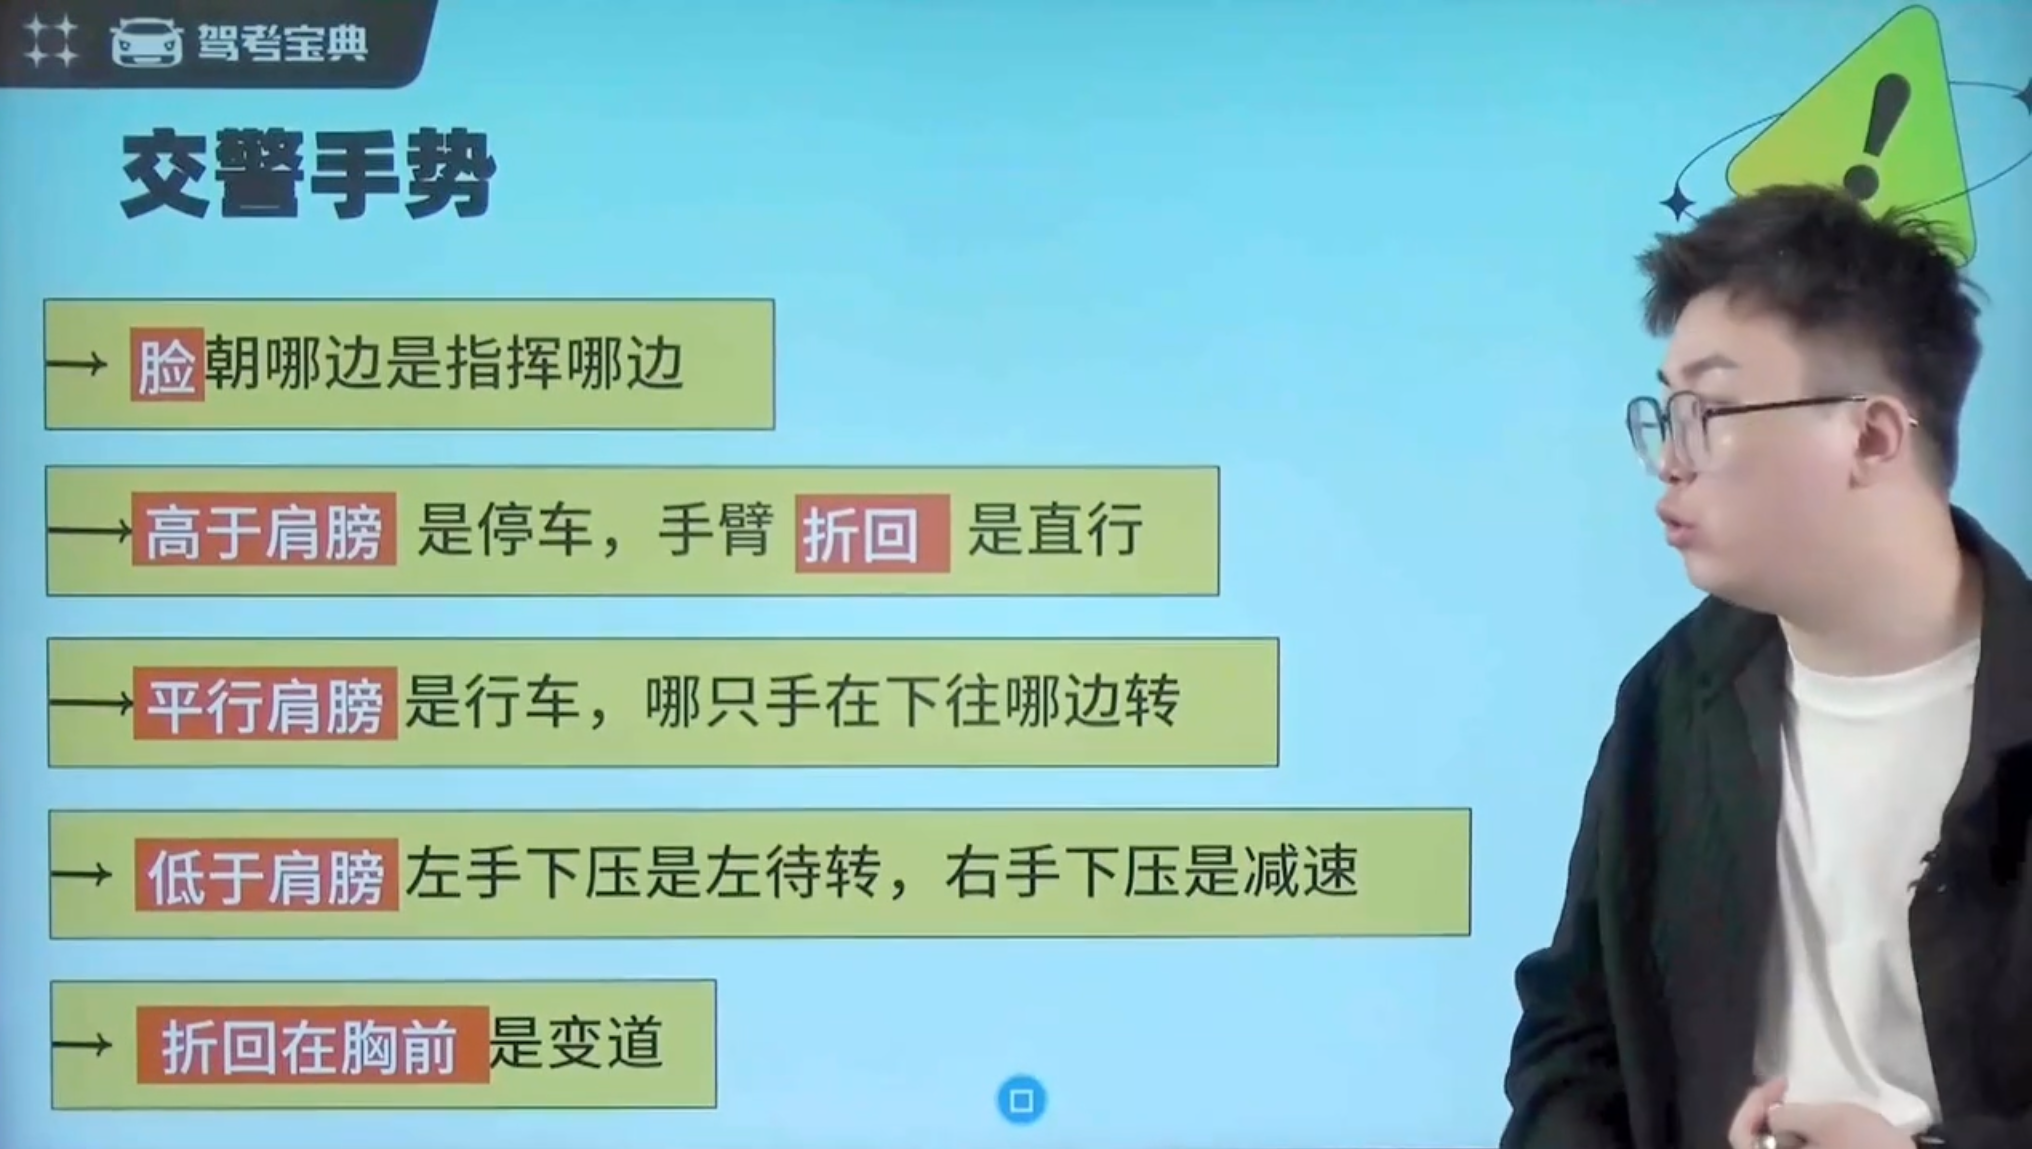 驾考宝典
交警手势
脸朝哪边是指挥哪边
高于肩膀 是停车，手臂 折回 是直行
平行肩膀是行车，哪只手在下往哪边转
低于肩膀左手下压是左待转，右手下压是减速
折回在胸前是变道